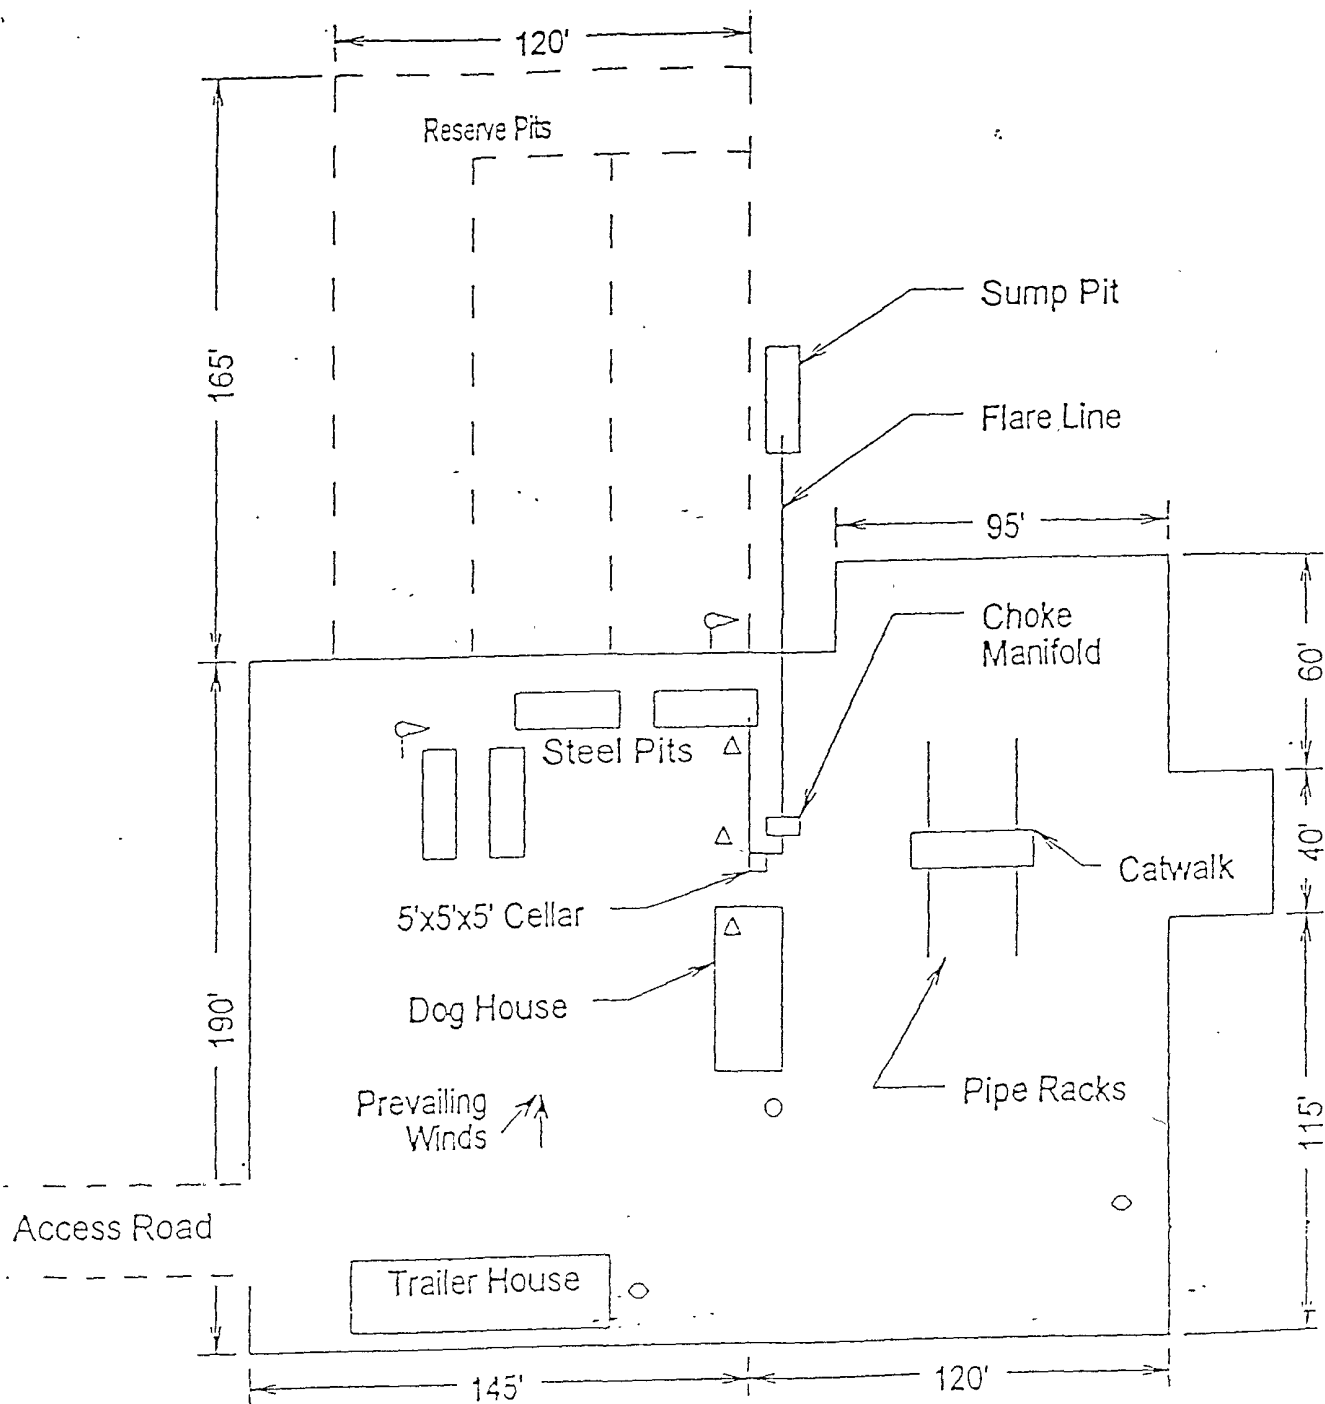 120'
Reserve Pits
Sump Pit
165'
Flare Line
95'
Choke
Manifold
60'
Steel Pits
40'
Catwalk
5'x5'x5' Cellar
Dog House
190'
Pipe Racks
Prevailing
Winds
115'
Access Road
Trailer House
145'
120'